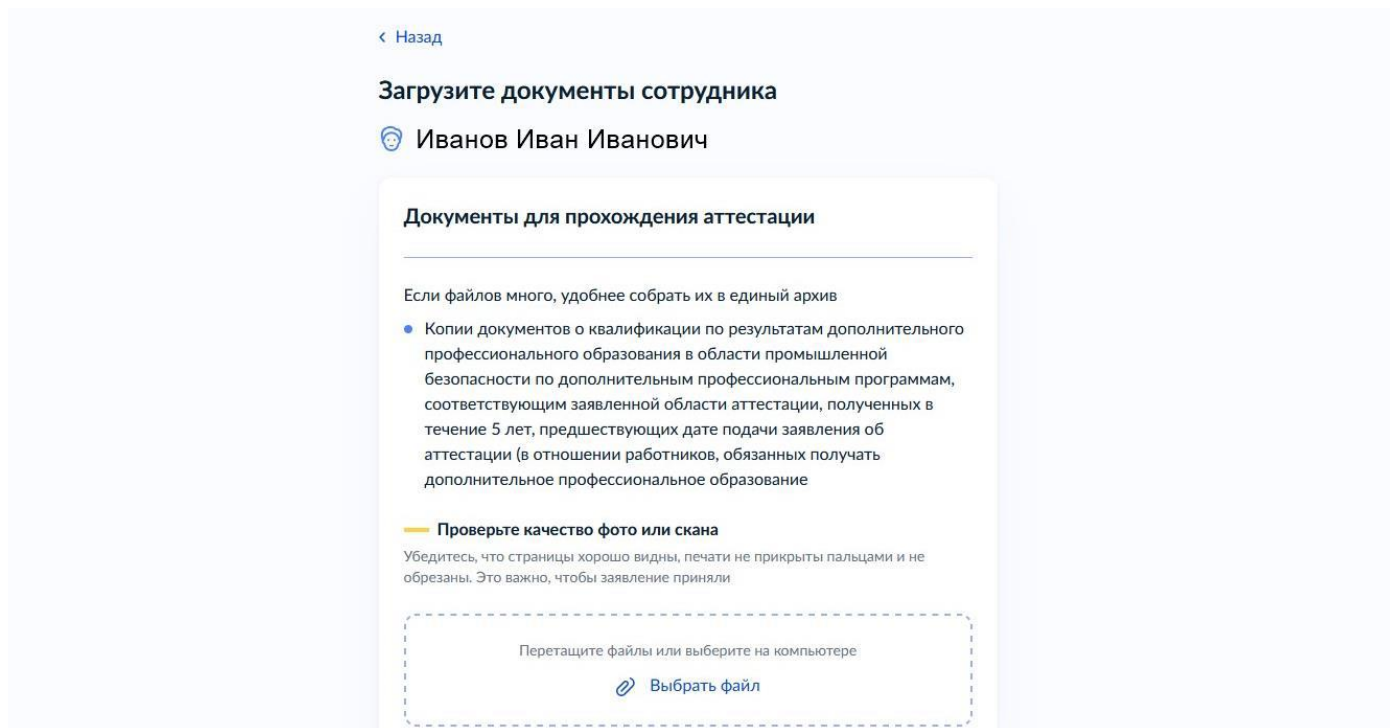 Назад
Загрузите документы сотрудника
Иванов Иван Иванович
Документы для прохождения аттестации
Если файлов много, удобнее собрать их в единый архив
Копии документов о квалификации по результатам дополнительного
профессионального образования в области промышленной
безопасности по дополнительным профессиональным программам,
соответствующим заявленной области аттестации, полученных в
течение 5 лет, предшествующих дате подачи заявления об
аттестации (в отношении работников, обязанных получать
дополнительное профессиональное образование
Проверьте качество фото или скана
Убедитесь, что страницы хорошо видны, печати не прикрыты пальцами и не
обрезаны. Это важно, чтобы заявление приняли
Перетащите файлы или выберите на компьютере
Выбрать файл